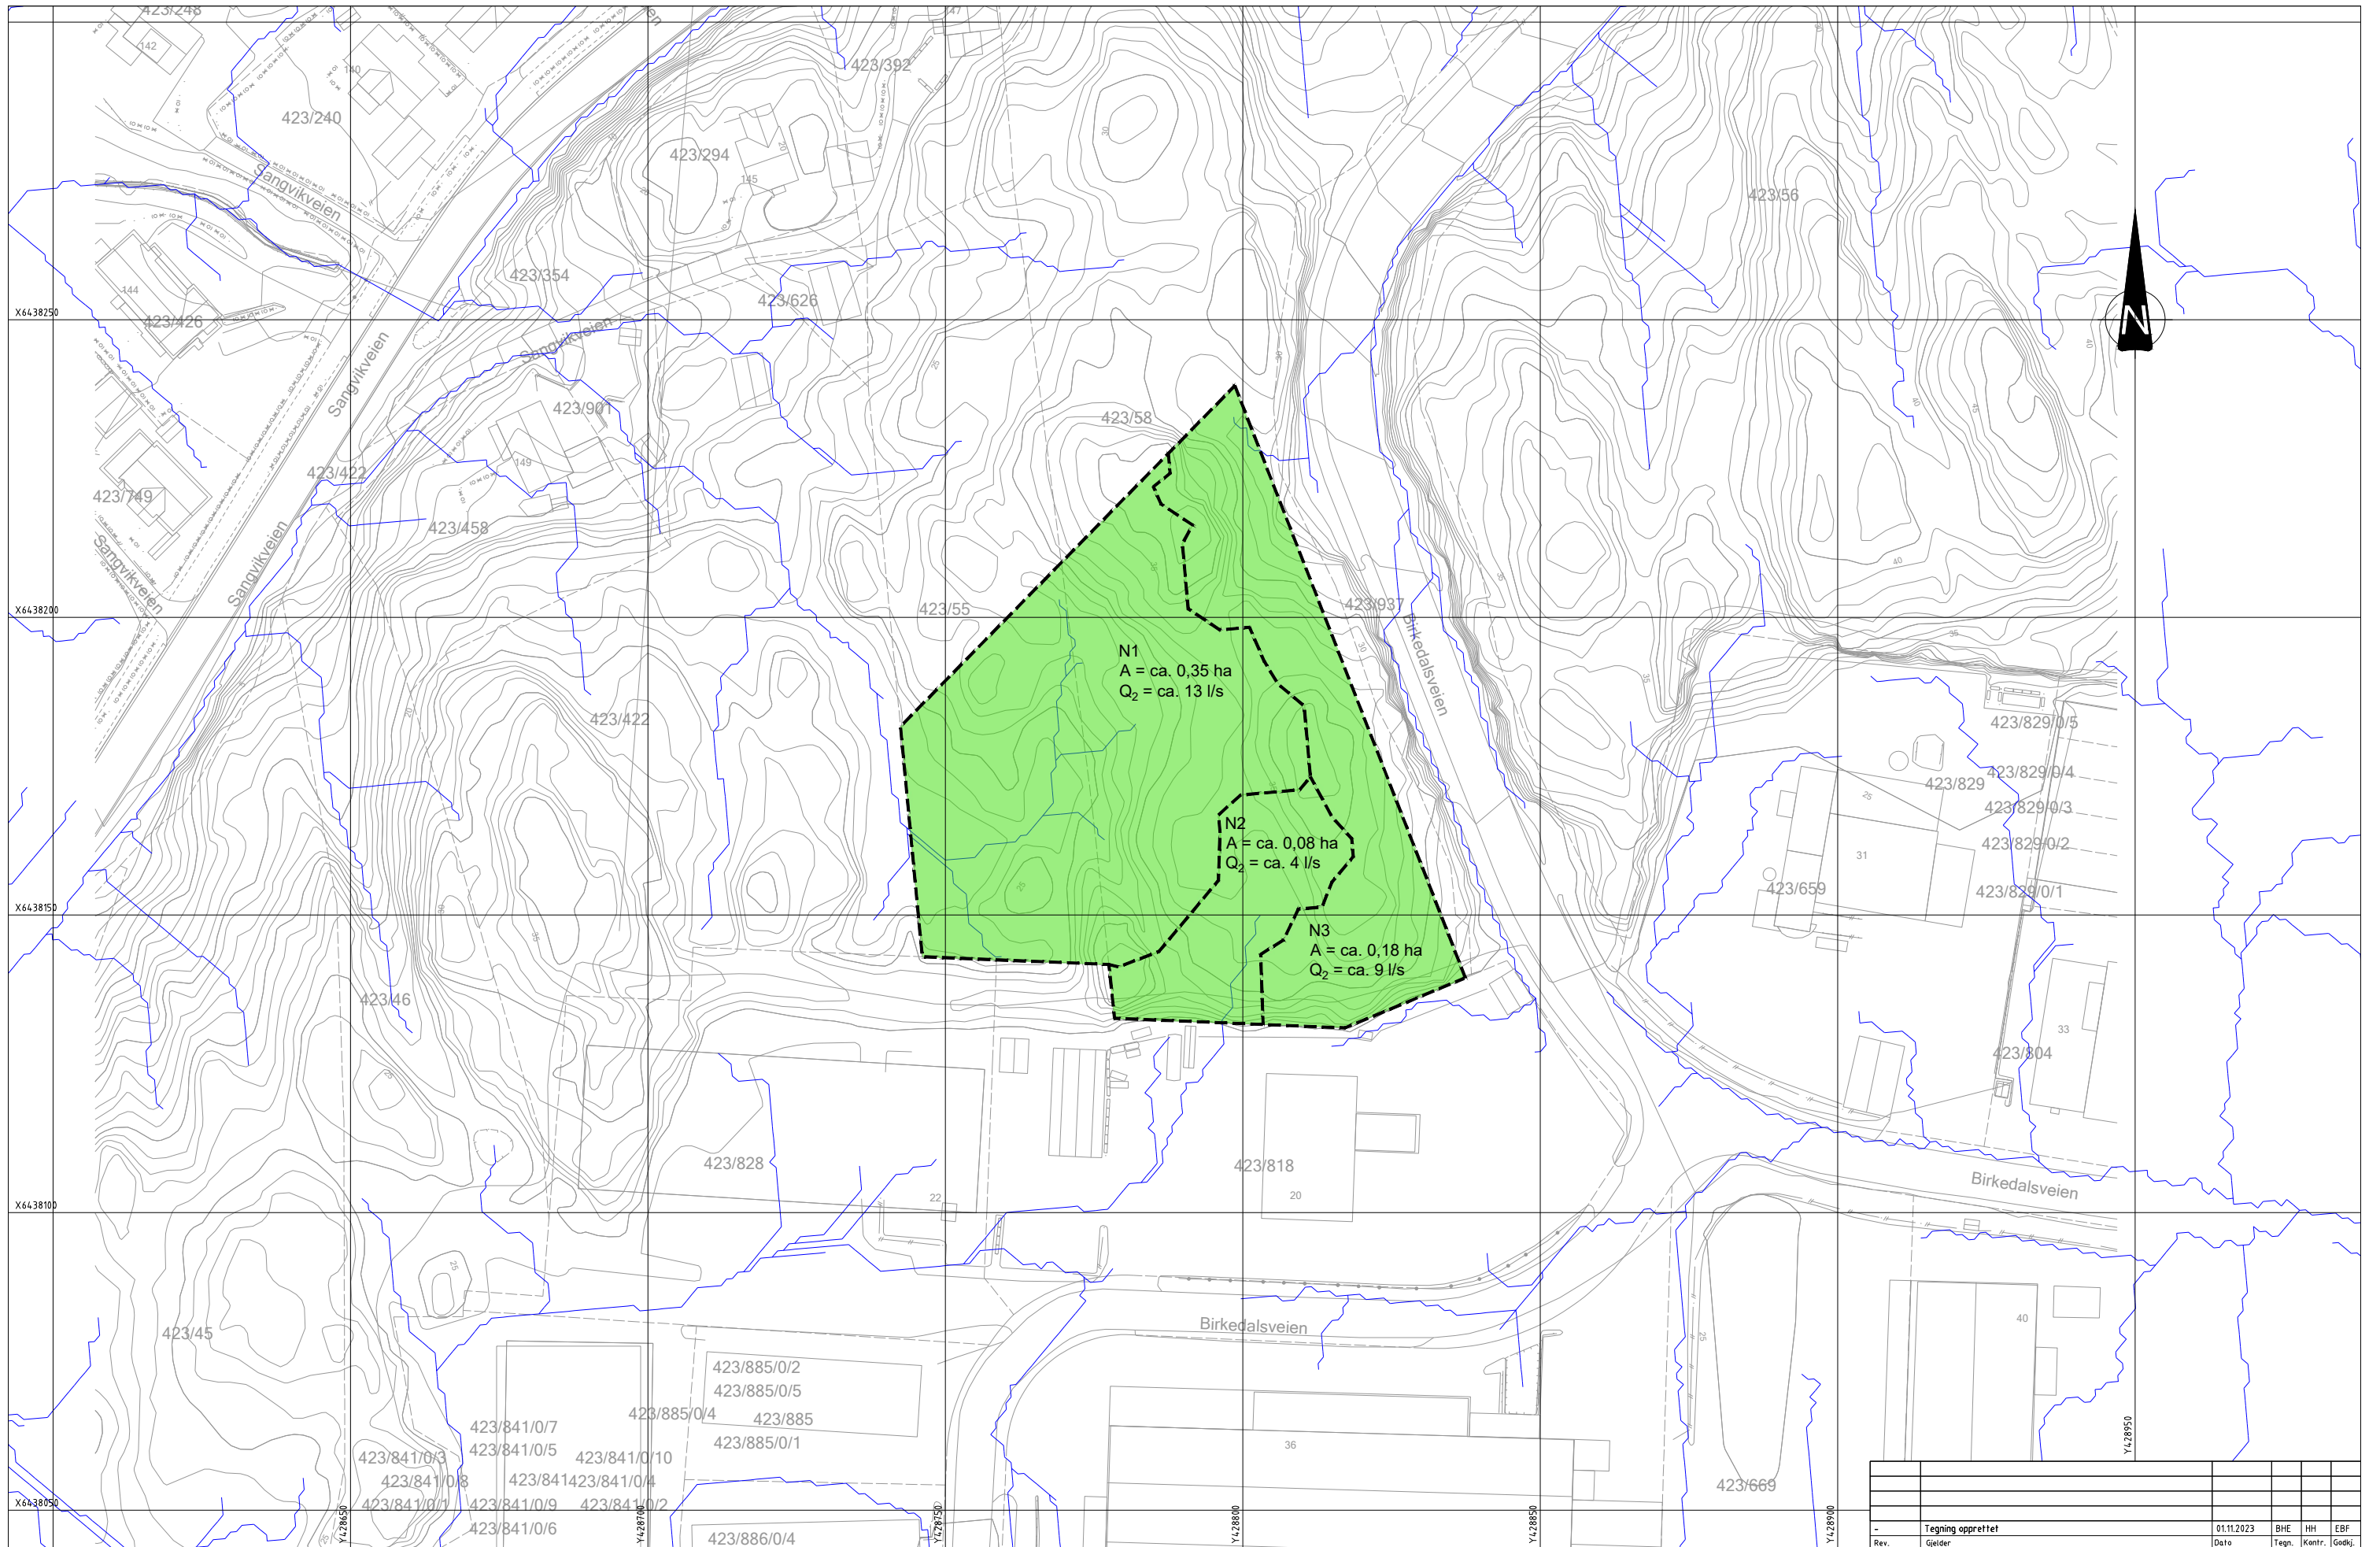 423/248
142
140
423/240
Sangvikveien
423/392
423/294
145
20
30
423/56
423/354
423/626
144
423/426
X6438250
Sangvikveien
Sangvikveien
423/901
423/58
149
423/422
423/749
423/458
Sangvikveien
Sangvikveien
423/55
423/937
Birkedalsveien
X6438200
N1
A = ca. 0,35 ha
Q2 = ca. 13 l/s
423/422
423/829/0/5
423/829/0/4
423/829
423/829/0/3
423/829/0/2
423/829/0/1
31
423/659
N2
A = ca. 0,08 ha
Q2 = ca. 4 l/s
X6438150
N3
A = ca. 0,18 ha
Q2 = ca. 9 l/s
423/46
33
423/804
423/828
423/818
20
22
X6438100
Birkedalsveien
Birkedalsveien
423/45
40
423/885/0/2
423/885/0/5
423/885/0/4
423/885
423/885/0/1
423/841/0/7
423/841/0/5
423/841/0/3
423/841/0/10
423/841/0/8
423/841
423/841/0/4
423/841/0/1
423/841/0/9
423/841/0/2
423/841/0/6
423/886/0/4
36
423/669
X6438050
Y428650
Y428700
Y428750
Y428800
Y428850
Y428900
Y428950
N
- Tegning opprettet 01.11.2023 BHE HH EBF
Rev. Gjelder Dato Tegn. Kontr. Godkj.